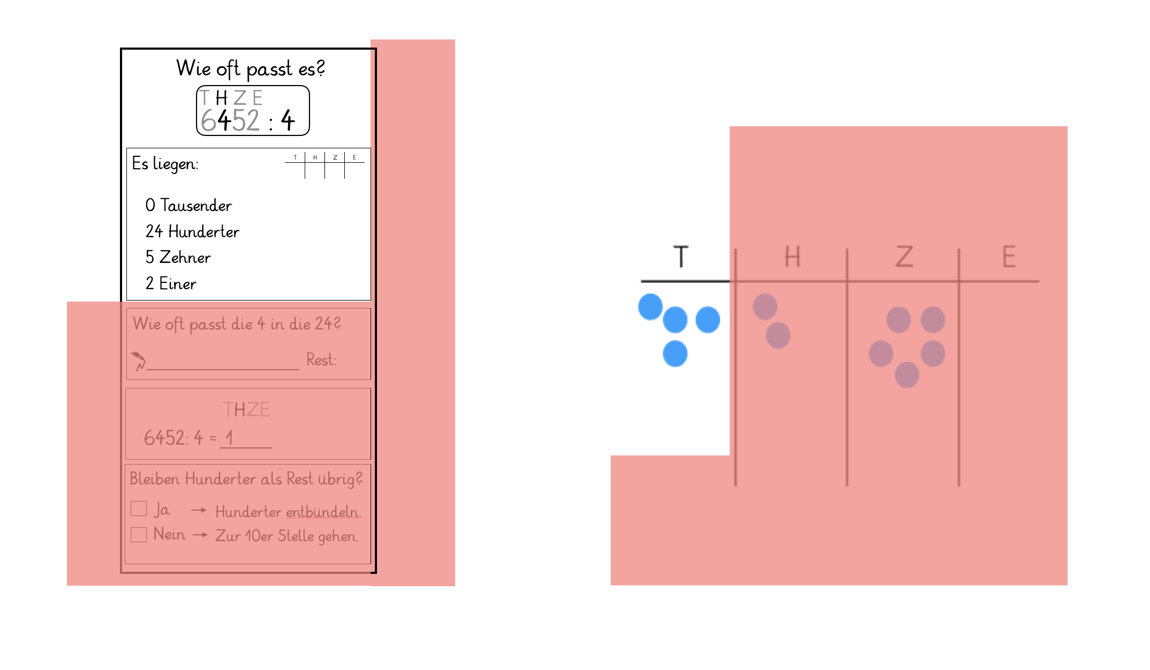 Wie oft passt es?
T H Z E
6452 : 4
Es liegen:
T H Z E
0 Tausender
24 Hunderter
5 Zehner
2 Einer
Wie oft passt die 4 in die 24?
Rest:
THZE
6452: 4 = 1
Bleiben Hunderter als Rest übrig?
Ja → Hunderter entbündeln.
Nein → Zur 10er Stelle gehen.
T H Z E